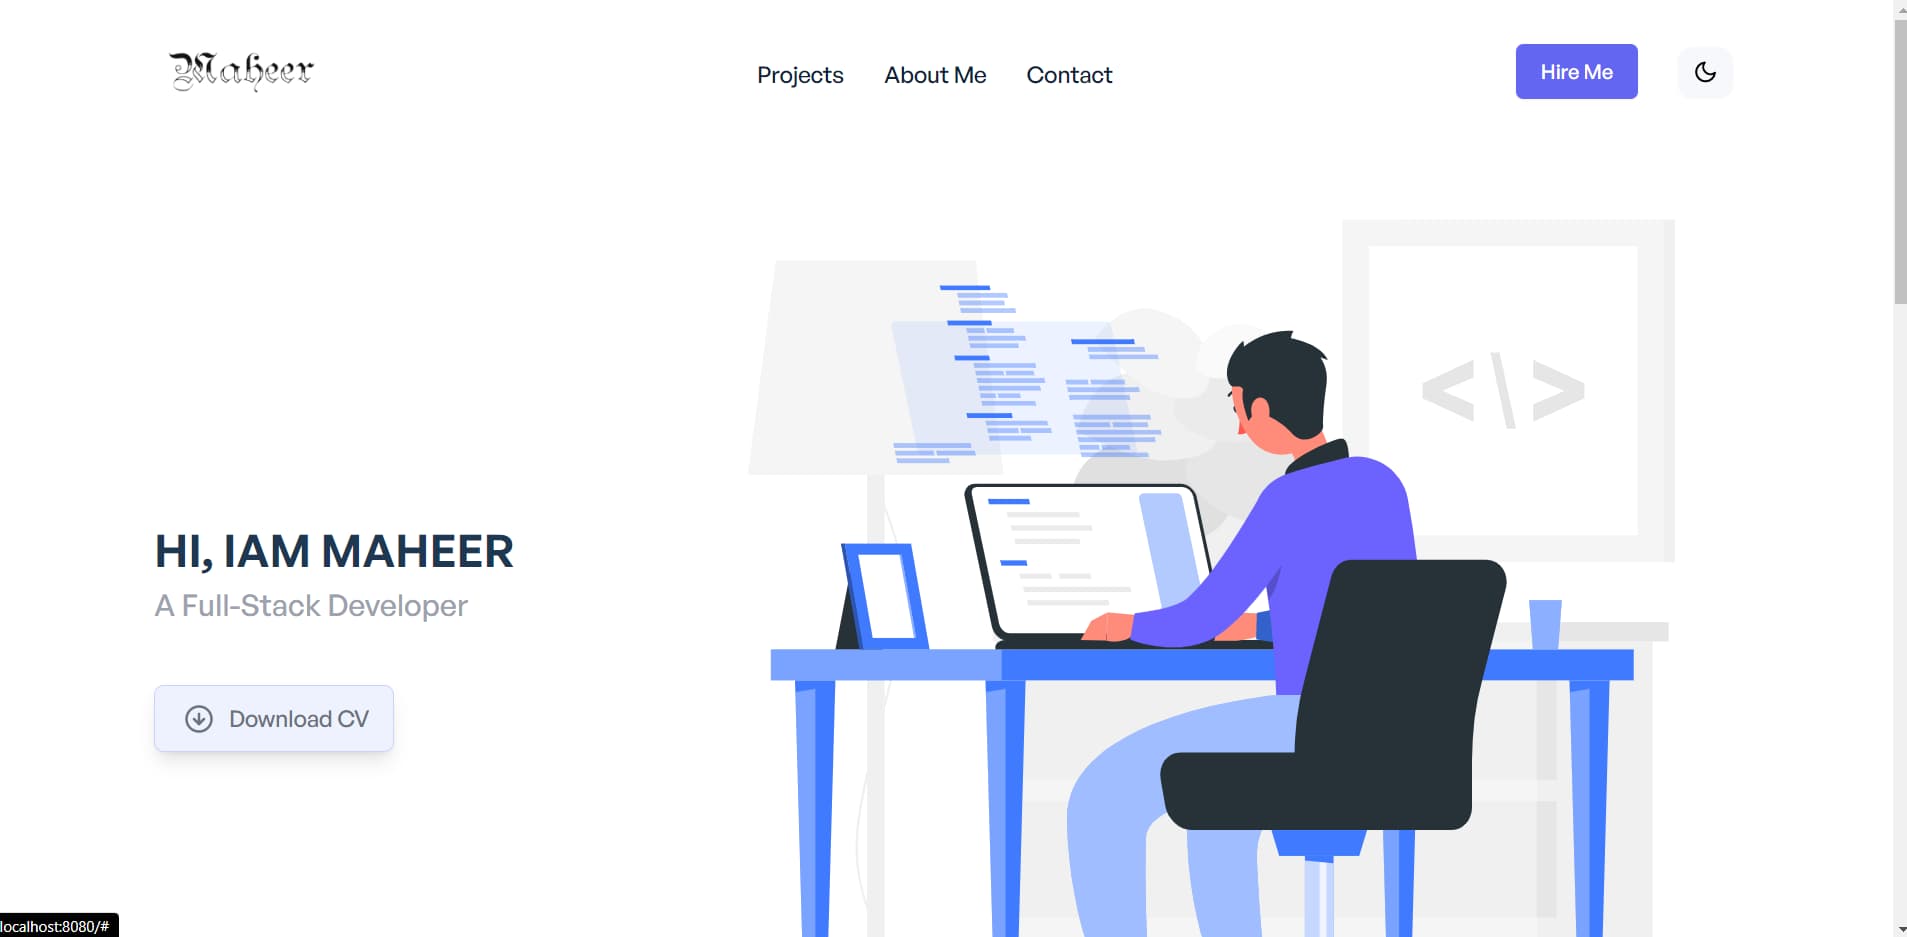 Maheer
Projects About Me Contact
Hire Me
<\>
HI, IAM MAHEER
A Full-Stack Developer
Download CV
localhost:8080/#